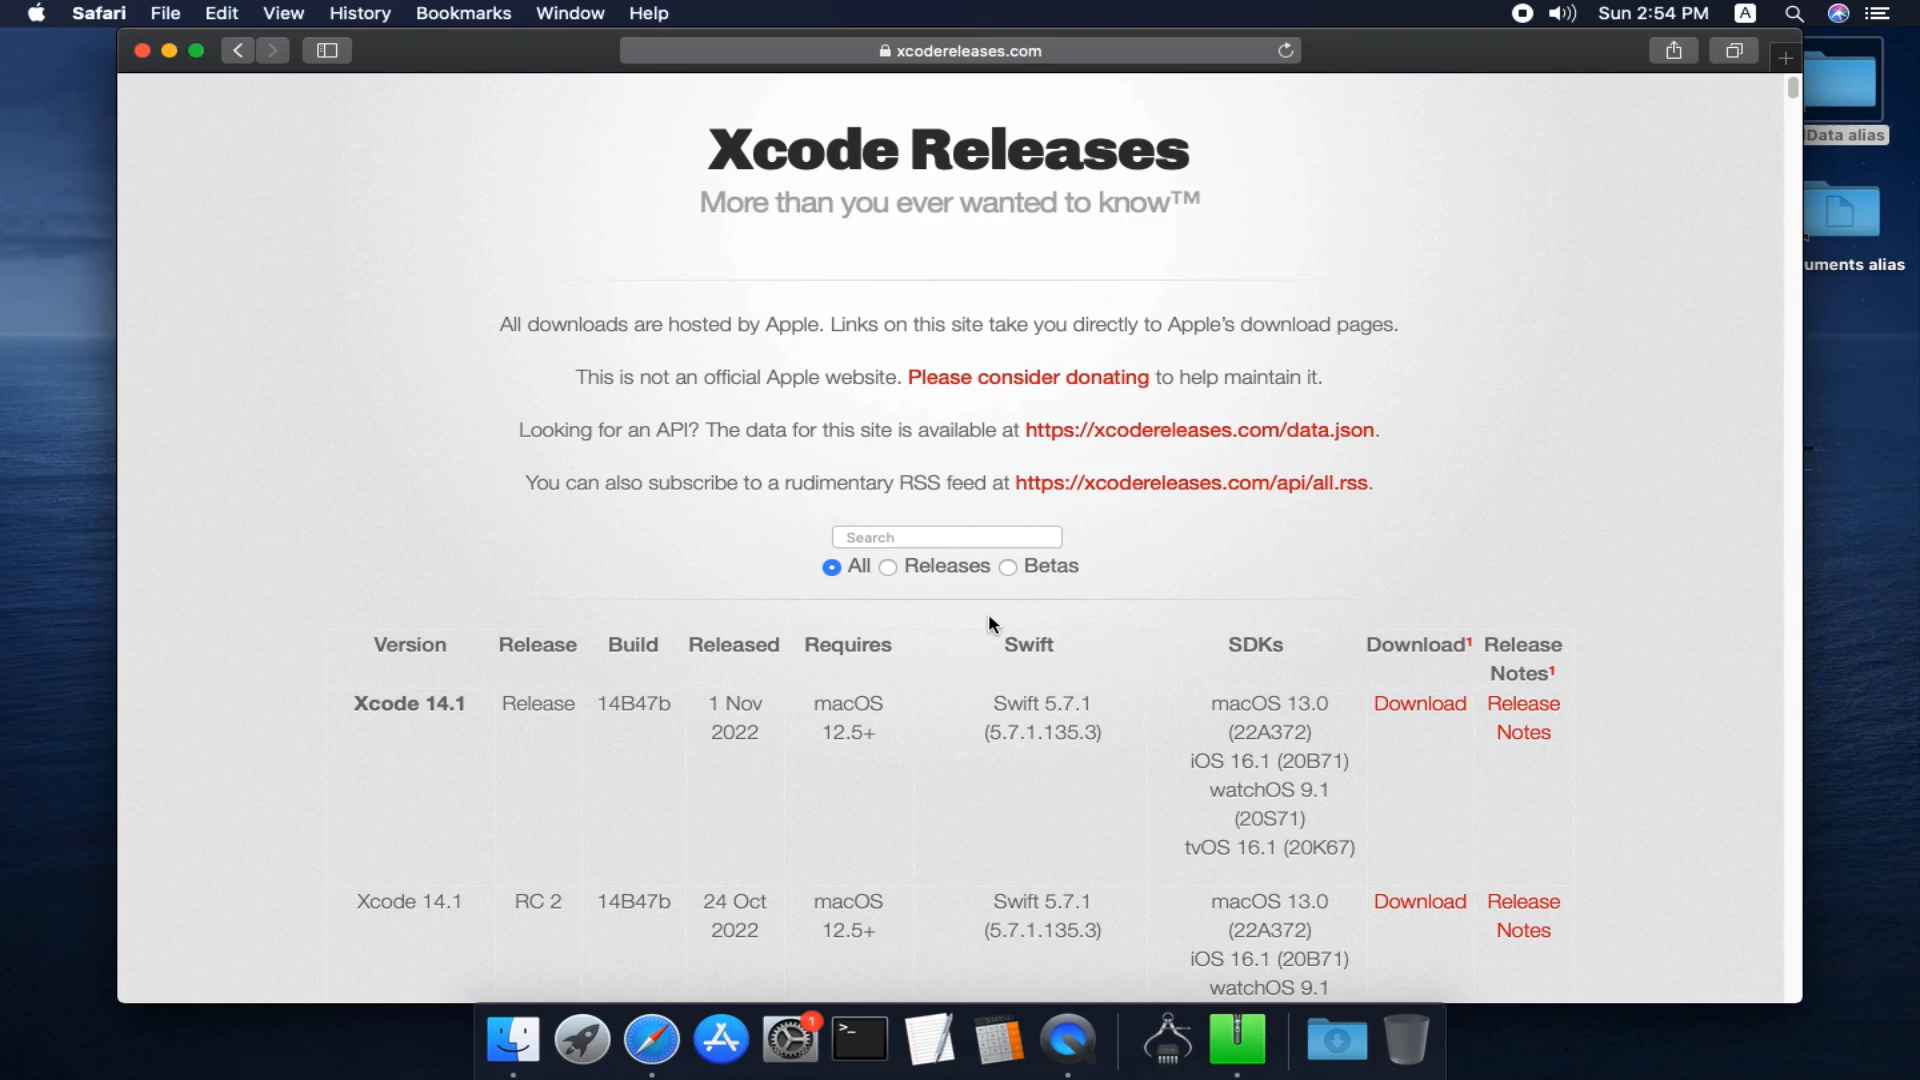 Safari File Edit View History Bookmarks Window Help Sun 2:54 PM A
xcodereleases.com
Data alias
uments alias
Xcode Releases
More than you ever wanted to know™
All downloads are hosted by Apple. Links on this site take you directly to Apple's download pages.
This is not an official Apple website. Please consider donating to help maintain it.
Looking for an API? The data for this site is available at https://xcodereleases.com/data.json.
You can also subscribe to a rudimentary RSS feed at https://xcodereleases.com/api/all.rss.
Search
All Releases Betas
Version Release Build Released Requires Swift SDKs Download¹ Release
Notes¹
Xcode 14.1 Release 14B47b 1 Nov macOS Swift 5.7.1 macOS 13.0 Download Release
2022 12.5+ (5.7.1.135.3) (22A372) Notes
iOS 16.1 (20B71)
watchOS 9.1
(20S71)
tvOS 16.1 (20K67)
Xcode 14.1 RC 2 14B47b 24 Oct macOS Swift 5.7.1 macOS 13.0 Download Release
2022 12.5+ (5.7.1.135.3) (22A372) Notes
iOS 16.1 (20B71)
watchOS 9.1
1
>_